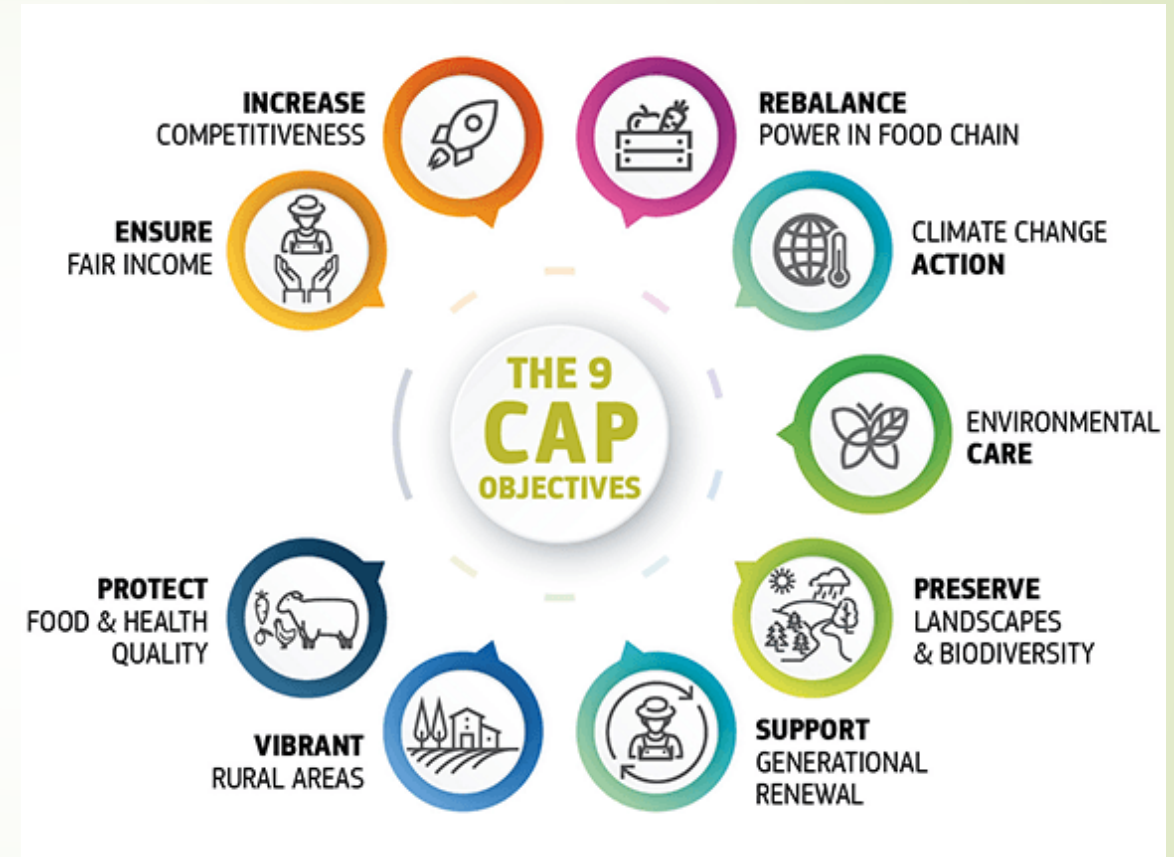 THE 9
CAP
OBJECTIVES
ENSURE
FAIR INCOME
INCREASE
COMPETITIVENESS
REBALANCE
POWER IN FOOD CHAIN
CLIMATE CHANGE
ACTION
ENVIRONMENTAL
CARE
PRESERVE
LANDSCAPES
& BIODIVERSITY
SUPPORT
GENERATIONAL
RENEWAL
VIBRANT
RURAL AREAS
PROTECT
FOOD & HEALTH
QUALITY